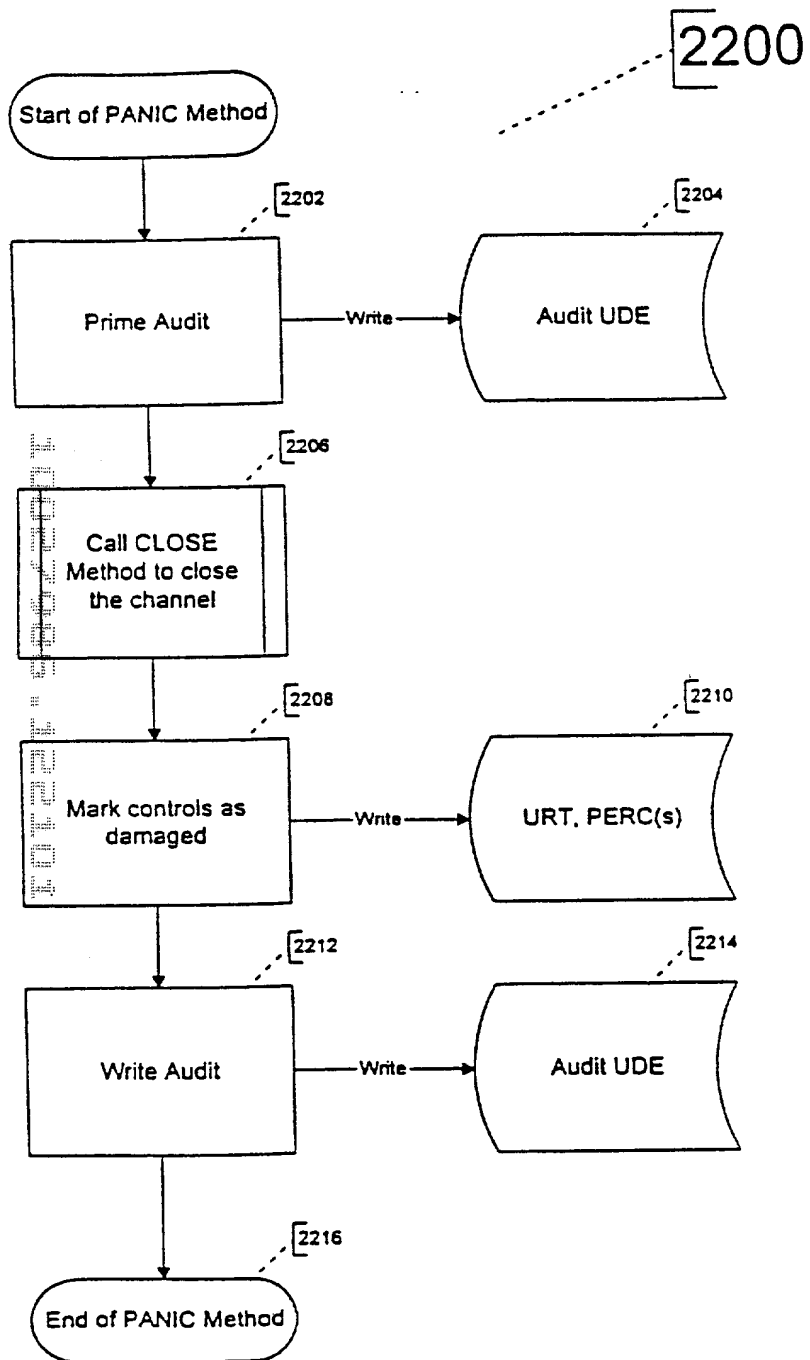 2200
Start of PANIC Method
2202
2204
Prime Audit
Write
Audit UDE
2206
Call CLOSE
Method to close
the channel
2208
2210
Mark controls as
damaged
Write
URT, PERC(s)
2212
2214
Write Audit
Write
Audit UDE
2216
End of PANIC Method